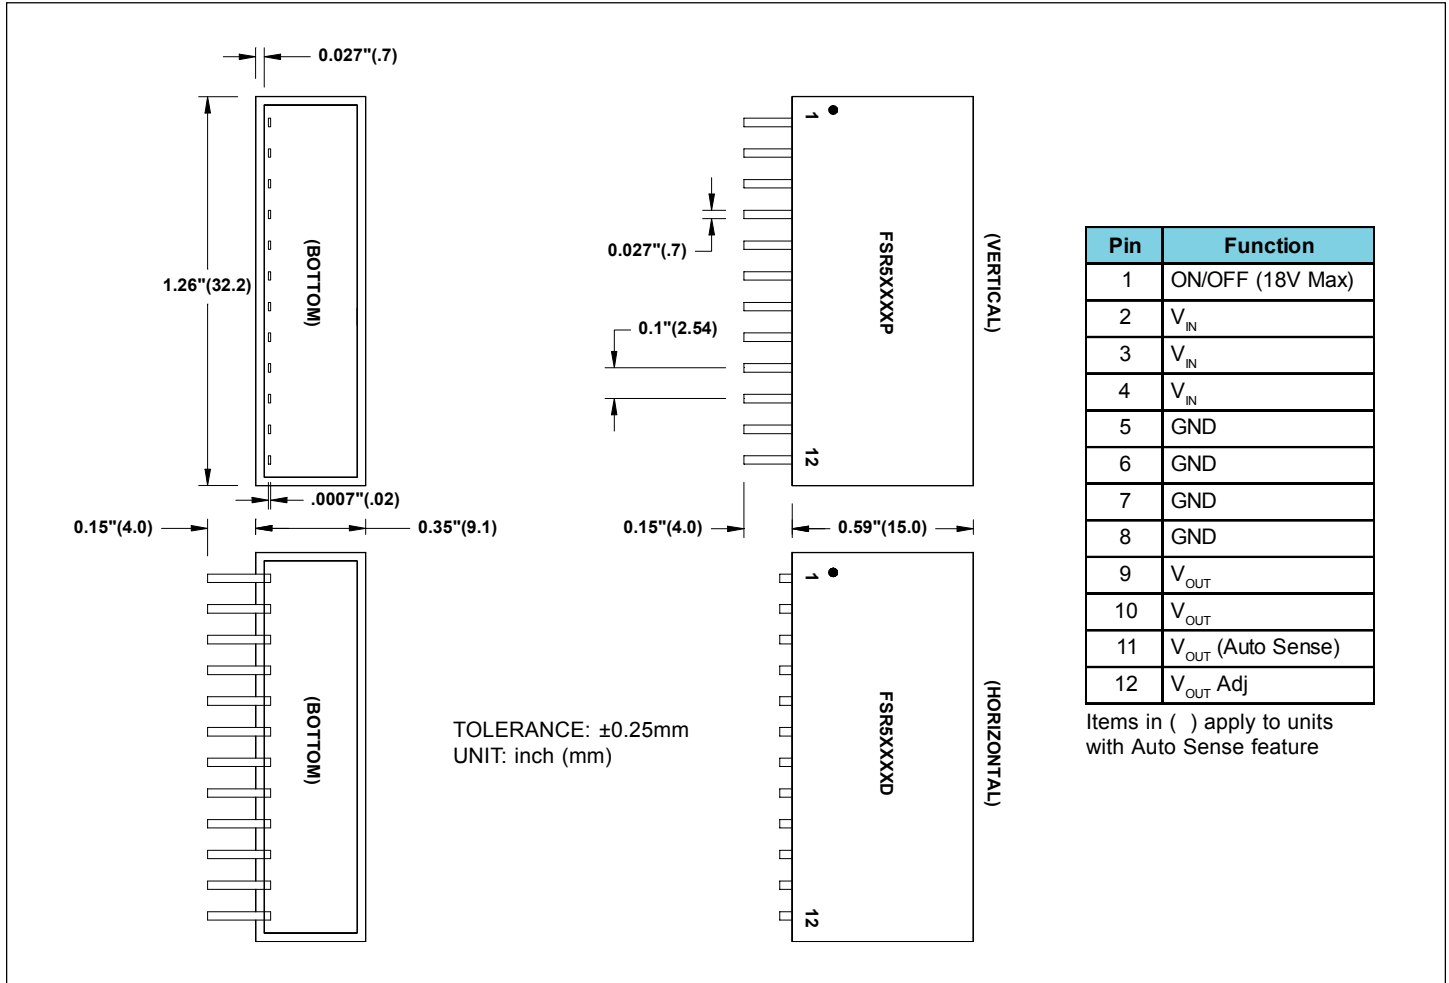 0.027"(.7)
1.26"(32.2)
(BOTTOM)
.0007"(.02)
0.15"(4.0)
0.35"(9.1)
(BOTTOM)
1
FSR5XXXXP
12
(VERTICAL)
0.027"(.7)
0.1"(2.54)
0.15"(4.0)
0.59"(15.0)
1
FSR5XXXXD
12
(HORIZONTAL)
TOLERANCE: ±0.25mm
UNIT: inch (mm)
Pin Function
1 ON/OFF (18V Max)
2 VIN
3 VIN
4 VIN
5 GND
6 GND
7 GND
8 GND
9 VOUT
10 VOUT
11 VOUT (Auto Sense)
12 VOUT Adj
Items in ( ) apply to units
with Auto Sense feature